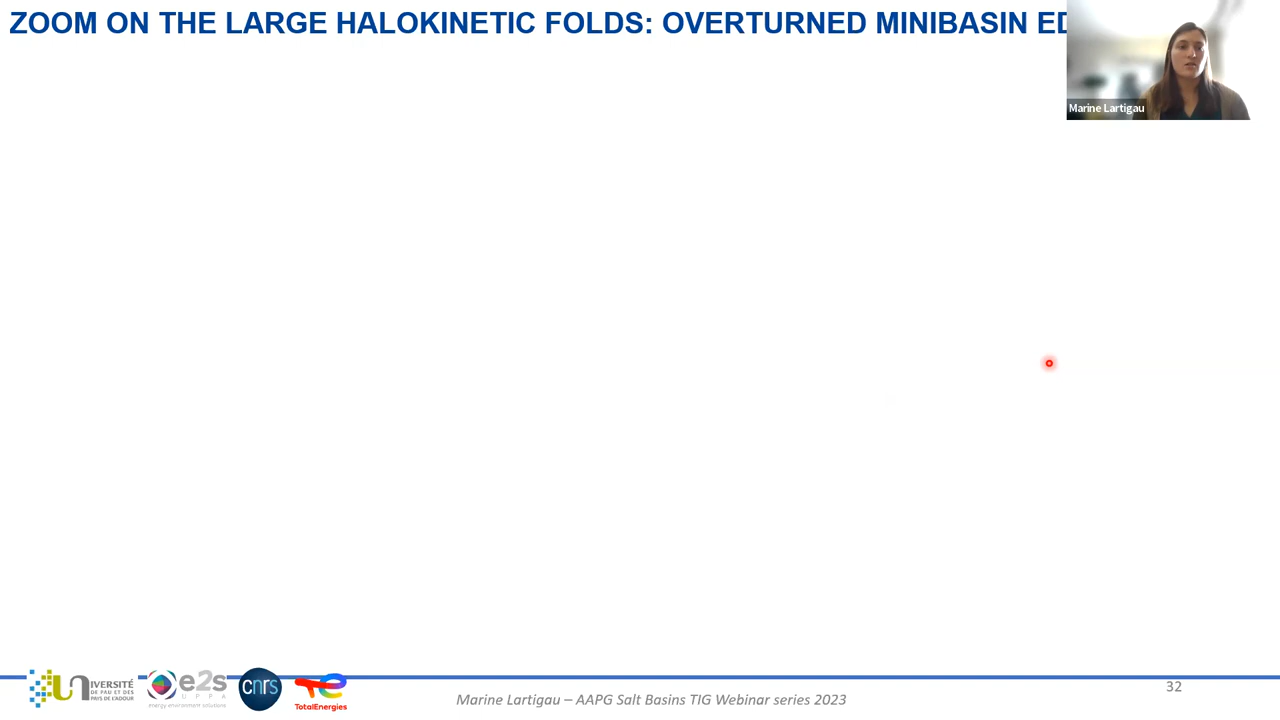 ZOOM ON THE LARGE HALOKINETIC FOLDS: OVERTURNED MINIBASIN
Marine Lartigau
UNIVERSITÉ
DE PAU ET DES
PAYS DE L'ADOUR
e2s
UPPA
energy environment solutions
cnrs
TotalEnergies
Marine Lartigau – AAPG Salt Basins TIG Webinar series 2023
32